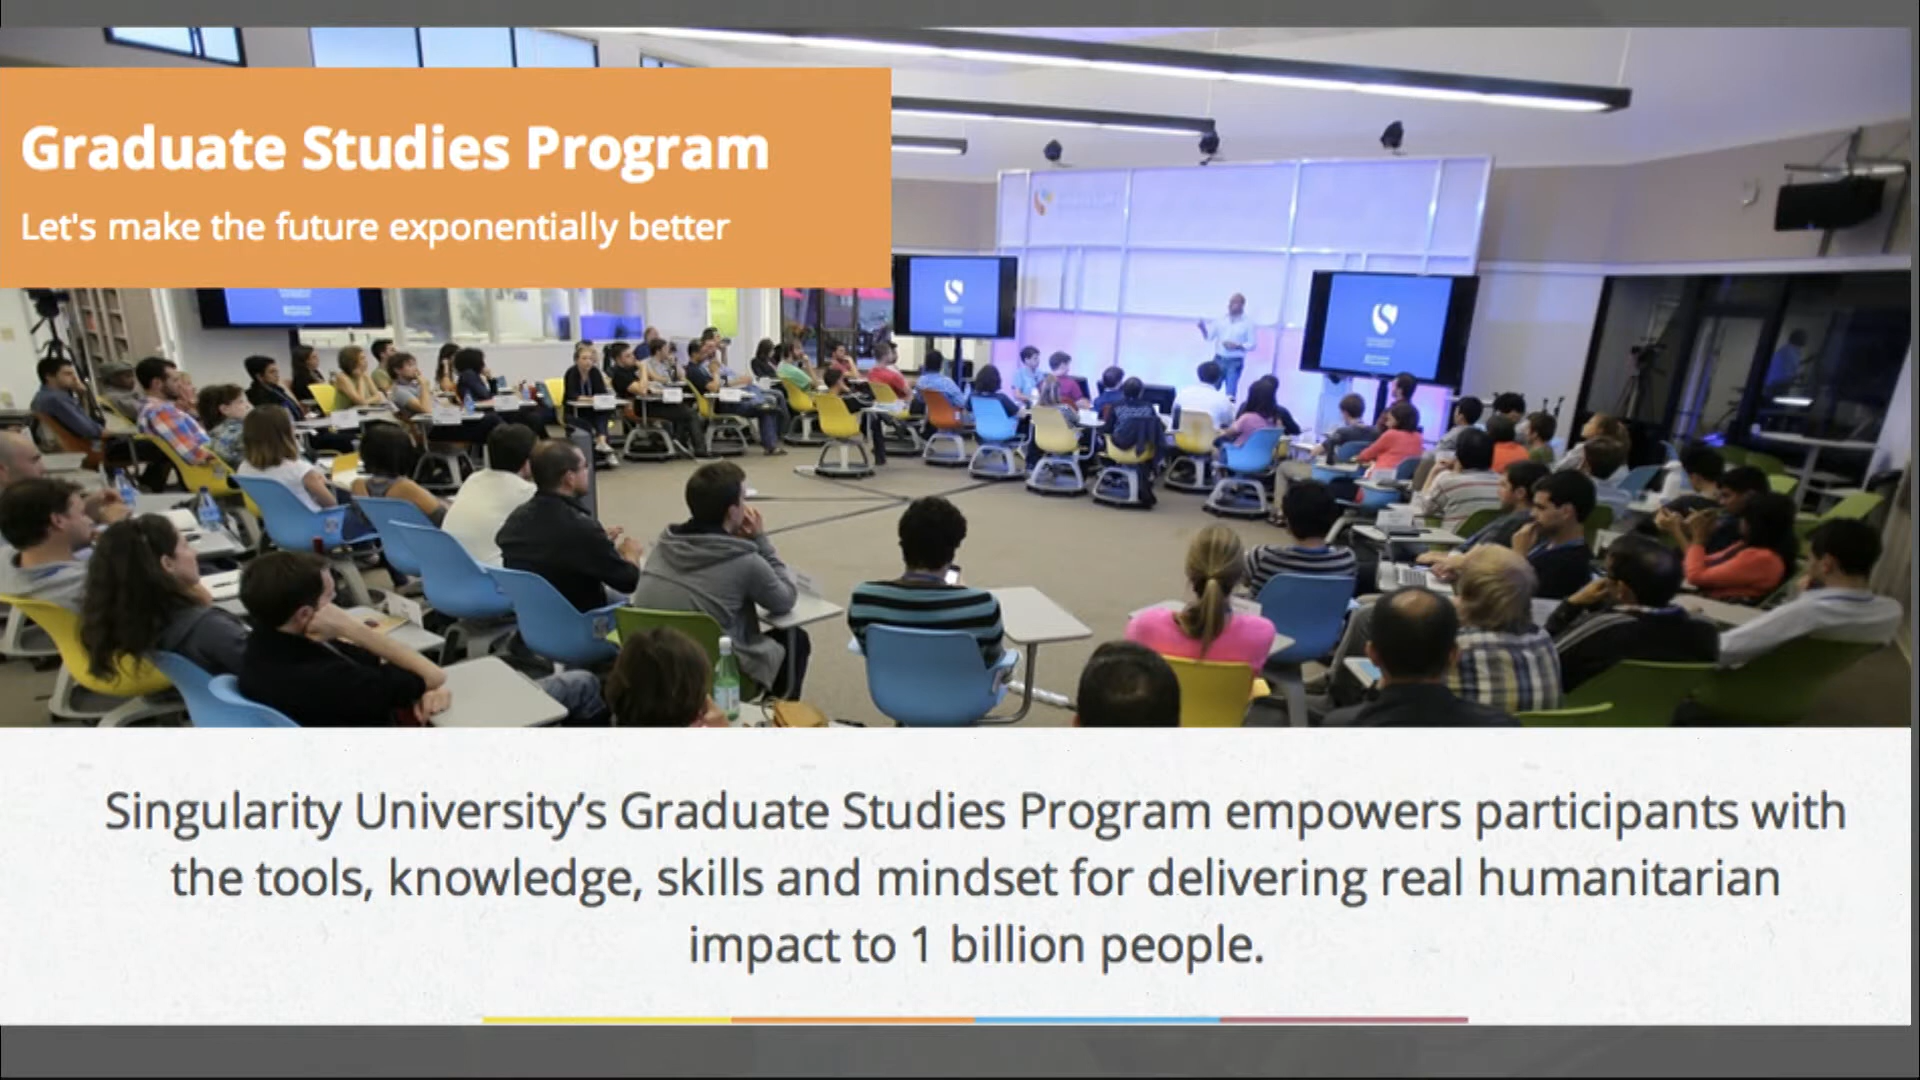 Graduate Studies Program
Let's make the future exponentially better
Singularity University’s Graduate Studies Program empowers participants with
the tools, knowledge, skills and mindset for delivering real humanitarian
impact to 1 billion people.